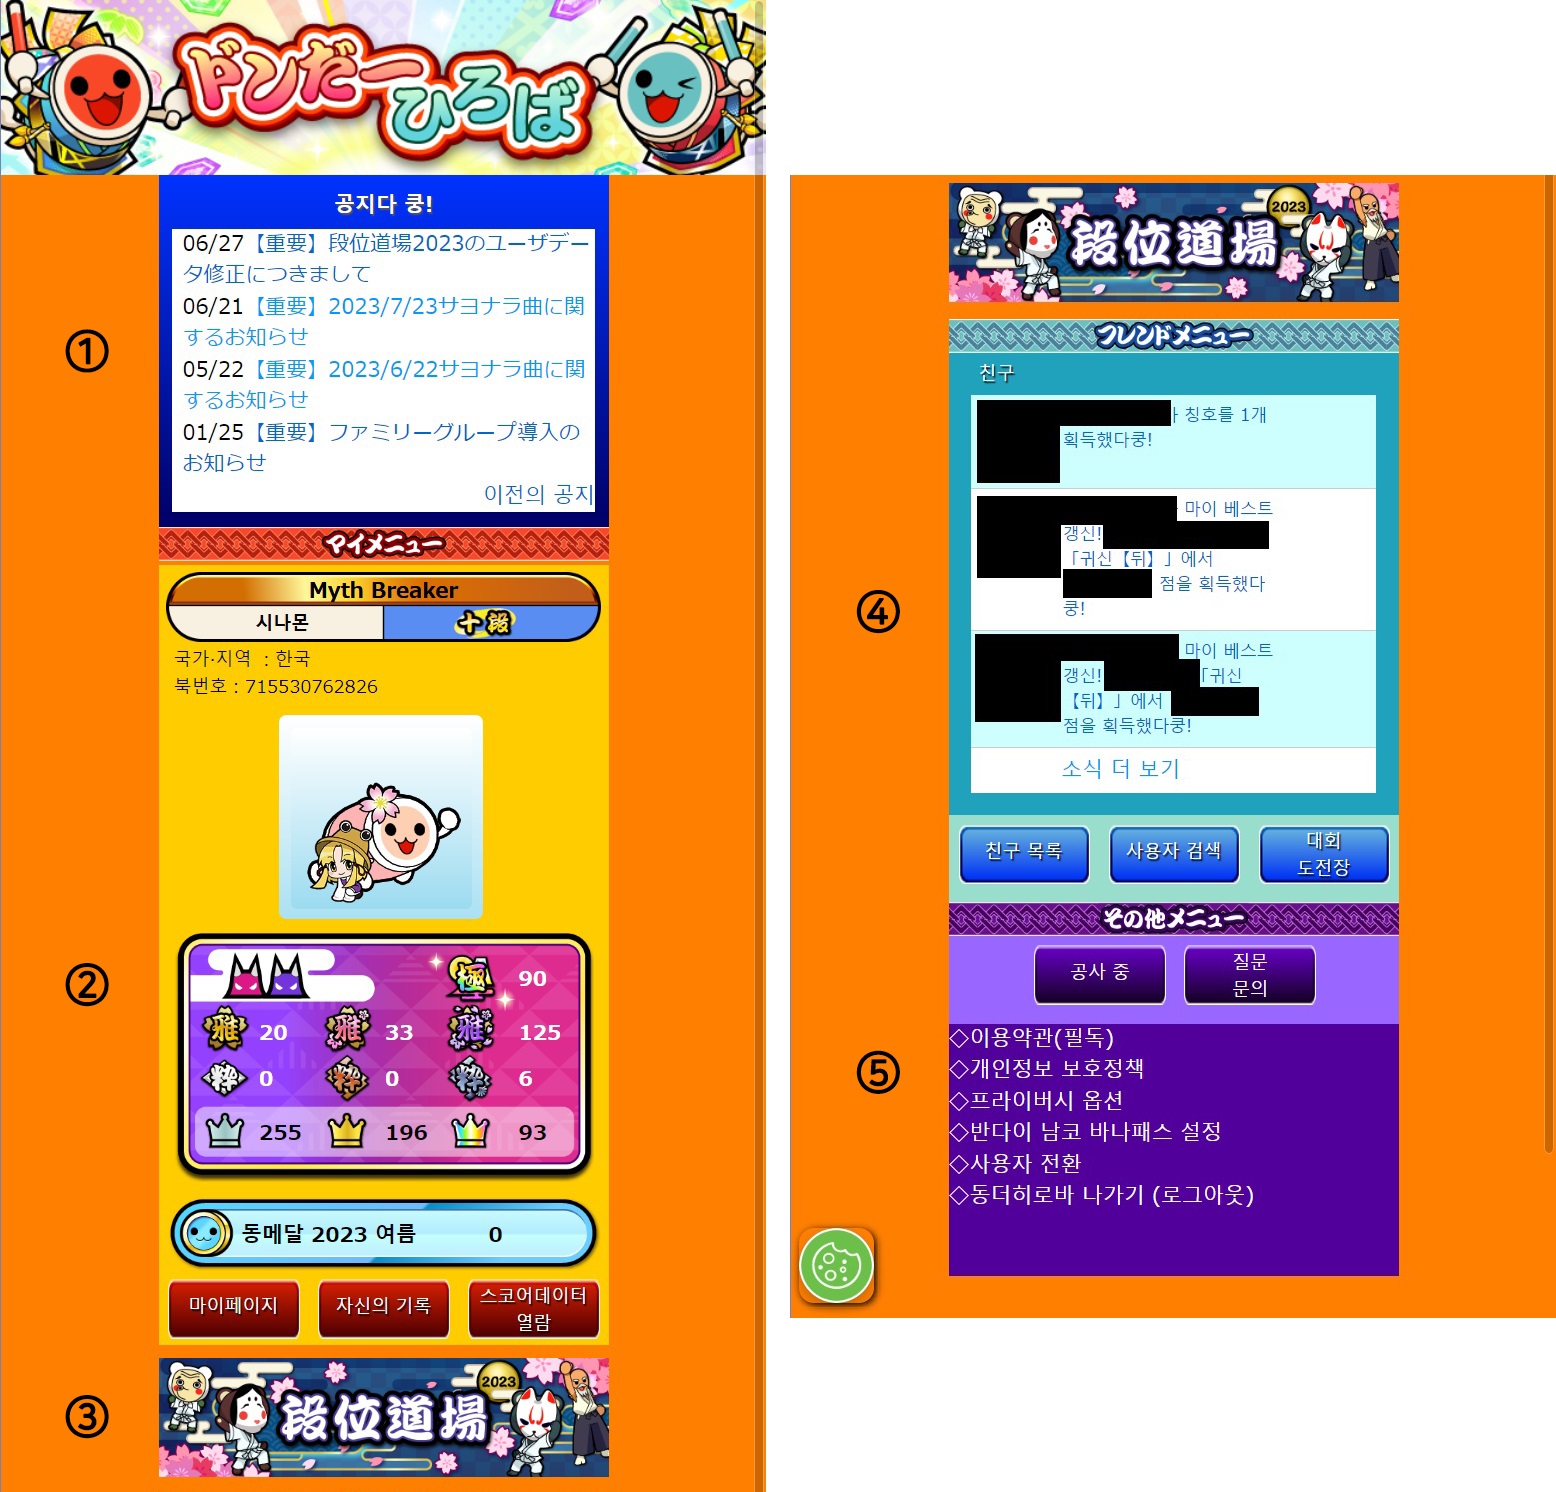 ドンだー
ひろば
공지다 쿵!
06/27【重要】段位道場2023のユーザデー
タ修正につきまして
06/21【重要】2023/7/23サヨナラ曲に関
するお知らせ
05/22【重要】2023/6/22サヨナラ曲に関
するお知らせ
01/25【重要】ファミリーグループ導入の
お知らせ
이전의 공지
①
マイメニュー
Myth Breaker
시나몬
十段
국가·지역 : 한국
북번호 : 715530762826
②
極 90
雅 20 雅 33 雅 125
粋 0 粋 0 粋 6
255 196 93
동메달 2023 여름 0
마이페이지
자신의 기록
스코어데이터
열람
③
2023
段位道場
2023
段位道場
フレンドメニュー
친구
칭호를 1개
획득했다쿵!
마이 베스트
갱신!
「귀신【뒤】」에서
점을 획득했다
쿵!
마이 베스트
갱신! 「귀신
【뒤】」에서
점을 획득했다쿵!
소식 더 보기
④
친구 목록
사용자 검색
대회
도전장
その他メニュー
공사 중
질문
문의
⑤
◇이용약관(필독)
◇개인정보 보호정책
◇프라이버시 옵션
◇반다이 남코 바나패스 설정
◇사용자 전환
◇동더히로바 나가기 (로그아웃)